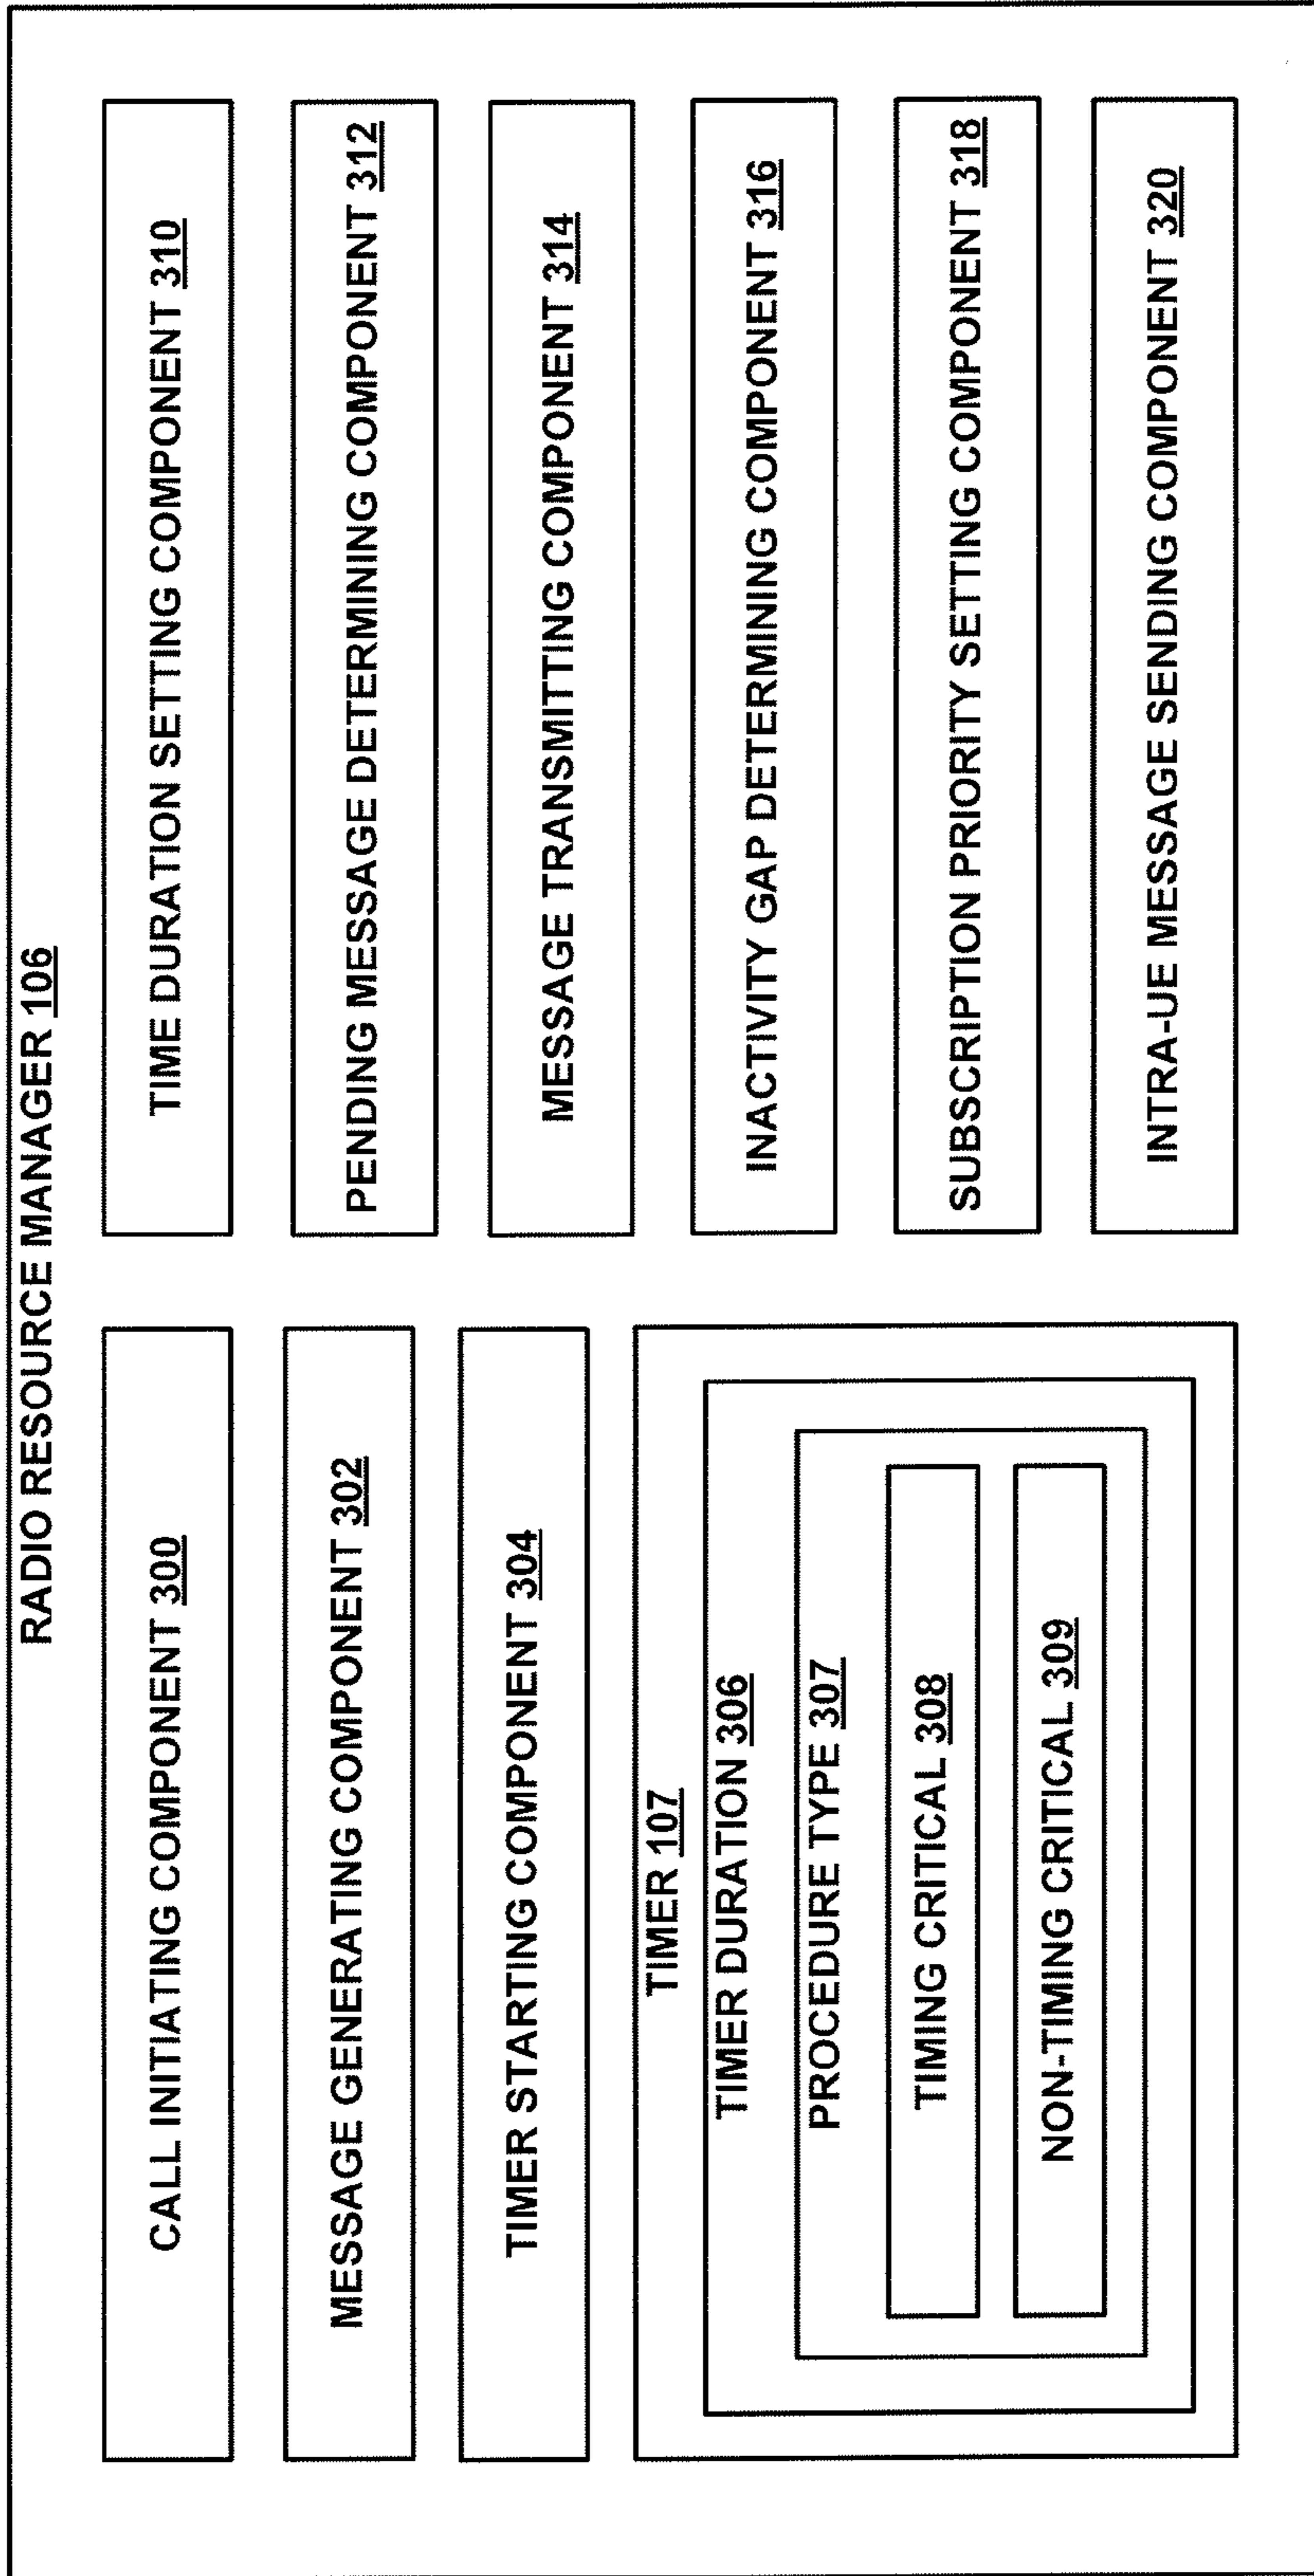 RADIO RESOURCE MANAGER 106
CALL INITIATING COMPONENT 300
MESSAGE GENERATING COMPONENT 302
TIMER STARTING COMPONENT 304
TIMER 107
TIMER DURATION 306
PROCEDURE TYPE 307
TIMING CRITICAL 308
NON-TIMING CRITICAL 309
TIME DURATION SETTING COMPONENT 310
PENDING MESSAGE DETERMINING COMPONENT 312
MESSAGE TRANSMITTING COMPONENT 314
INACTIVITY GAP DETERMINING COMPONENT 316
SUBSCRIPTION PRIORITY SETTING COMPONENT 318
INTRA-UE MESSAGE SENDING COMPONENT 320